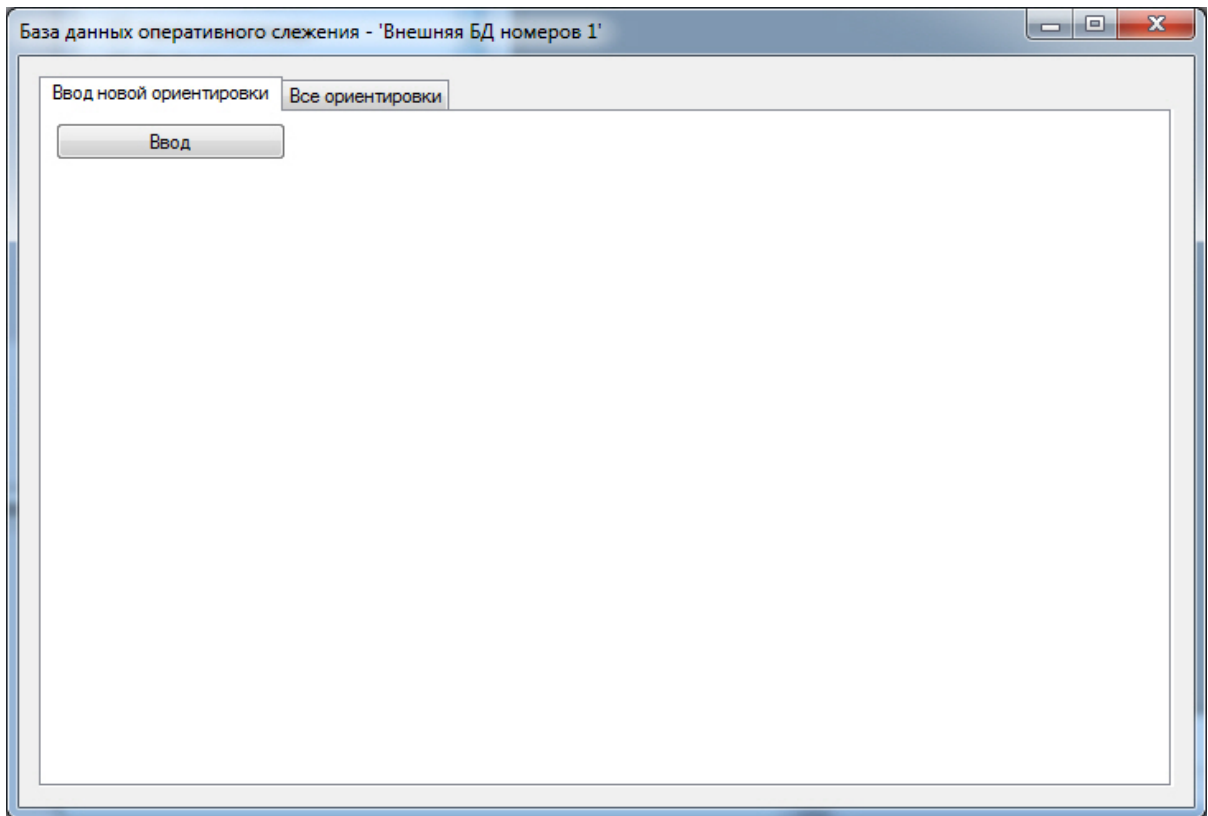 База данных оперативного слежения - 'Внешняя БД номеров 1'
Ввод новой ориентировки Все ориентировки
Ввод